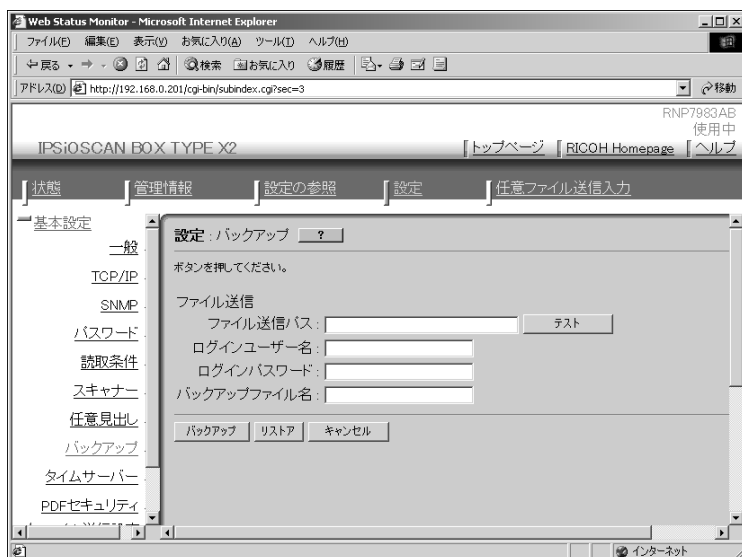 Web Status Monitor - Microsoft Internet Explorer
ファイル(F) 編集(E) 表示(V) お気に入り(A) ツール(T) ヘルプ(H)
戻る 検索 お気に入り 履歴
アドレス(D) http://192.168.0.201/cgi-bin/subindex.cgi?sec=3 移動
RNP7983AB
使用中
IPSiOSCAN BOX TYPE X2 トップページ RICOH Homepage ヘルプ
状態 管理情報 設定の参照 設定 任意ファイル送信入力
基本設定
一般
TCP/IP
SNMP
パスワード
読取条件
スキャナー
任意見出し
バックアップ
タイムサーバー
PDFセキュリティ
設定 : バックアップ ?
ボタンを押してください。
ファイル送信
ファイル送信パス : テスト
ログインユーザー名 :
ログインパスワード :
バックアップファイル名 :
バックアップ リストア キャンセル
インターネット